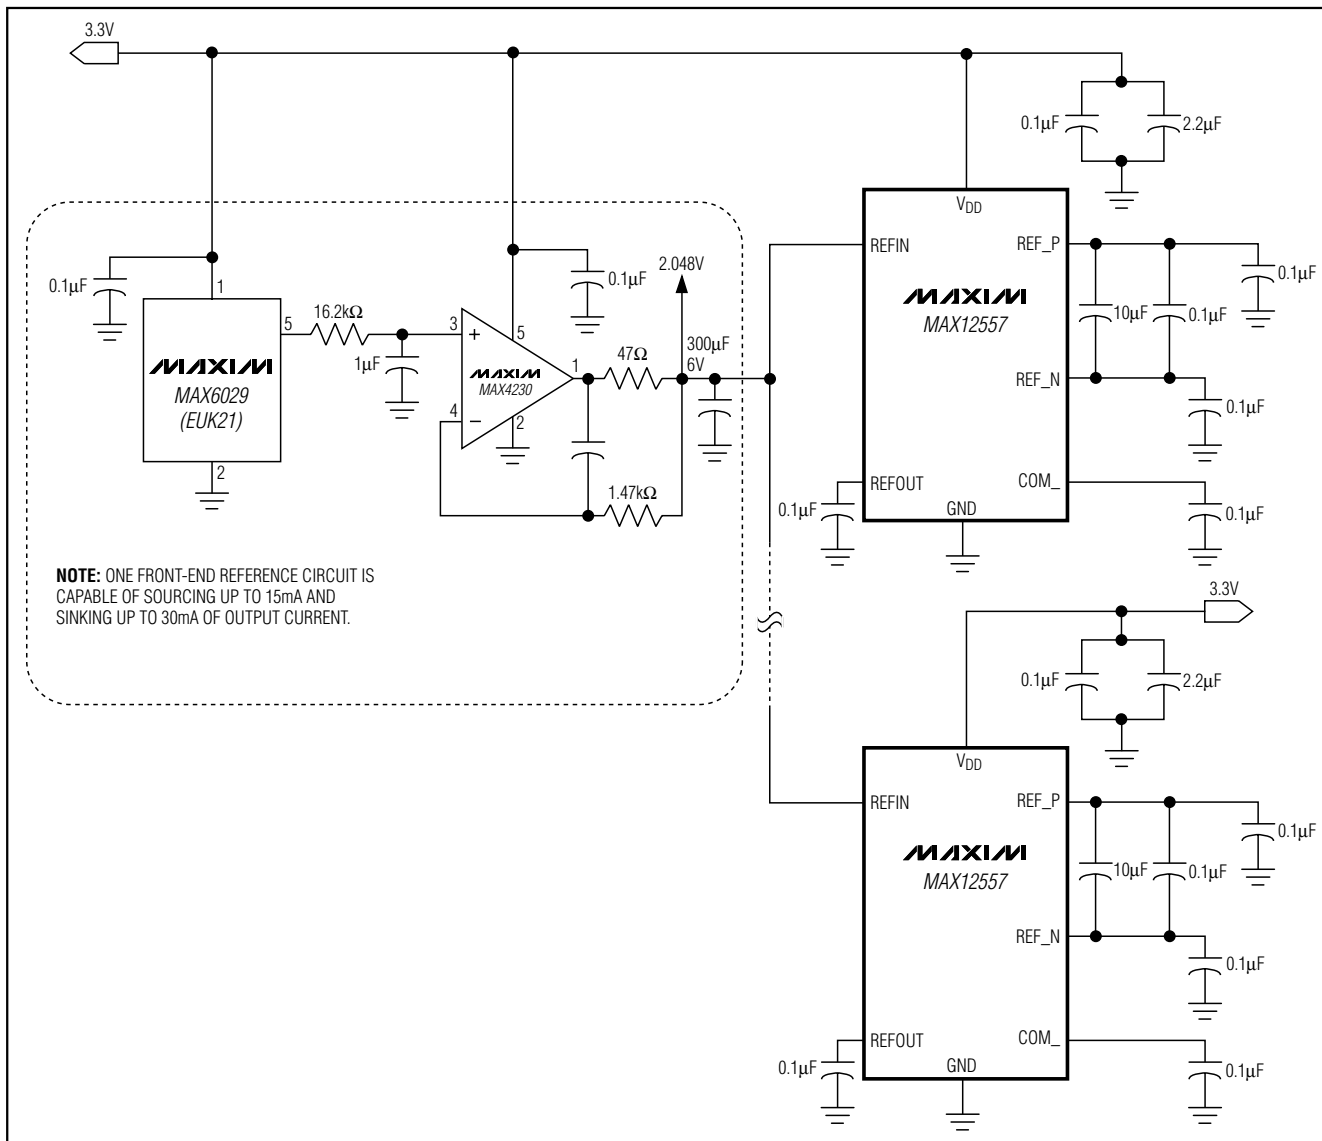 3.3V
0.1µF
2.2µF
VDD
REFIN
REF_P
0.1µF
MAXIM
MAX12557
10µF
0.1µF
REF_N
0.1µF
REFOUT
COM_
0.1µF
GND
0.1µF
0.1µF
1
MAXIM
MAX6029
(EUK21)
5
2
16.2kΩ
1µF
3
+
5
0.1µF
MAXIM
MAX4230
4
−
2
1
47Ω
2.048V
300µF
6V
1.47kΩ
NOTE: ONE FRONT-END REFERENCE CIRCUIT IS
CAPABLE OF SOURCING UP TO 15mA AND
SINKING UP TO 30mA OF OUTPUT CURRENT.
3.3V
0.1µF
2.2µF
VDD
REFIN
REF_P
0.1µF
MAXIM
MAX12557
10µF
0.1µF
REF_N
0.1µF
REFOUT
COM_
0.1µF
GND
0.1µF